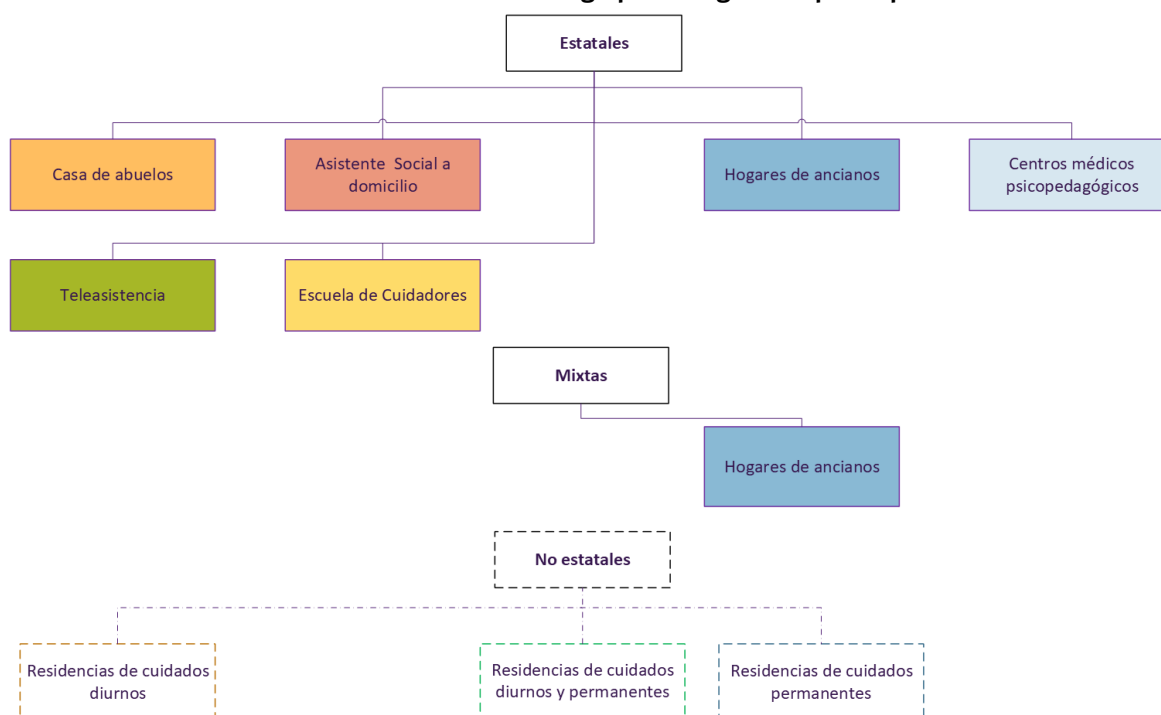 Estatales
Casa de abuelos
Asistente Social a
domicilio
Hogares de ancianos
Centros médicos
psicopedagógicos
Teleasistencia
Escuela de Cuidadores
Mixtas
Hogares de ancianos
No estatales
Residencias de cuidados
diurnos
Residencias de cuidados
diurnos y permanentes
Residencias de cuidados
permanentes